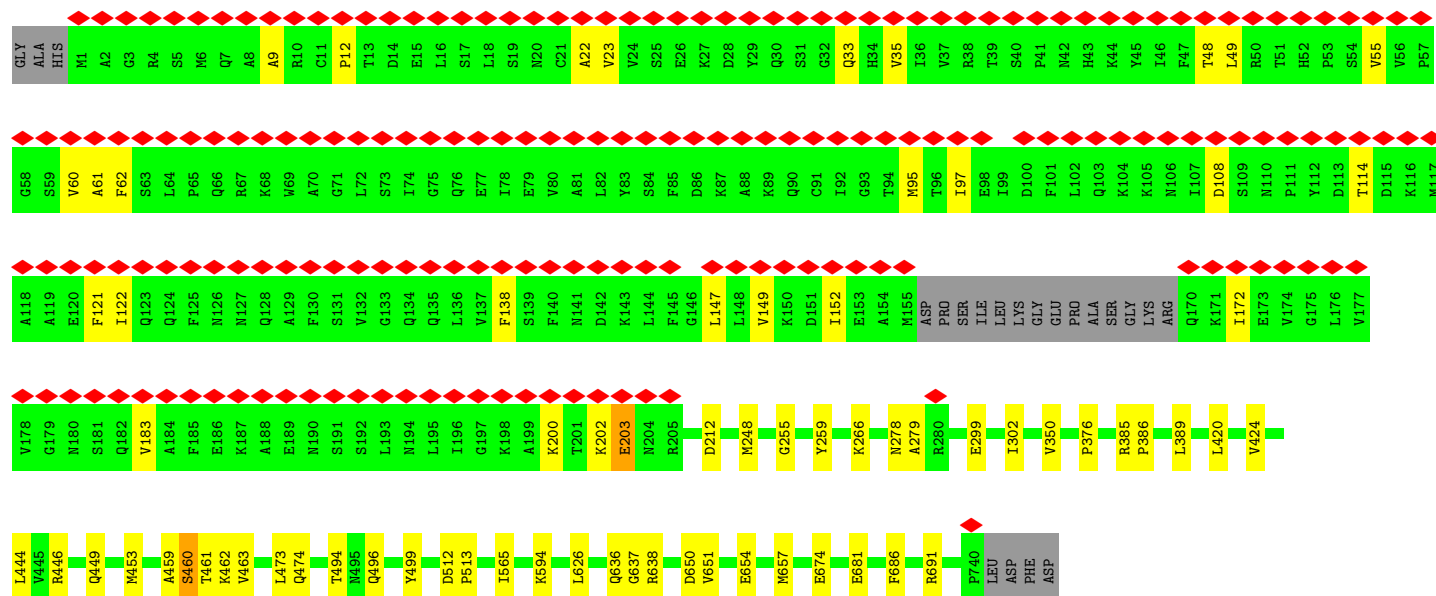 GLY ALA HIS M1 A2 G3 R4 S5 M6 Q7 A8 A9 R10 C11 P12 T13 D14 E15 L16 S17 L18 S19 N20 C21 A22 V23 V24 S25 E26 K27 D28 Y29 Q30 S31 G32 Q33 H34 V35 I36 V37 R38 T39 S40 P41 N42 H43 K44 Y45 I46 F47 T48 L49 R50 T51 H52 P53 S54 V55 V56 P57
G58 S59 V60 A61 F62 S63 L64 P65 Q66 R67 K68 W69 A70 G71 L72 S73 I74 G75 Q76 E77 I78 E79 V80 A81 L82 Y83 S84 F85 D86 K87 A88 K89 Q90 C91 I92 G93 T94 M95 T96 I97 E98 I99 D100 F101 L102 Q103 K104 K105 N106 I107 D108 S109 N110 P111 Y112 D113 T114 D115 K116 M117
A118 A119 E120 F121 I122 Q123 Q124 F125 N126 N127 Q128 A129 F130 S131 V132 G133 Q134 Q135 L136 V137 F138 S139 F140 N141 D142 K143 L144 F145 G146 L147 L148 V149 K150 D151 I152 E153 A154 M155 ASP PRO SER ILE LEU LYS GLY GLU PRO ALA SER GLY LYS ARG Q170 K171 I172 E173 V174 G175 L176 V177
V178 G179 N180 S181 Q182 V183 A184 F185 E186 K187 A188 E189 N190 S191 S192 L193 N194 L195 I196 G197 K198 A199 K200 T201 K202 E203 N204 R205 D212 M248 G255 Y259 K266 N278 A279 R280 E299 I302 V350 P376 R385 P386 L389 L420 V424
L444 V445 R446 Q449 M453 A459 S460 T461 K462 V463 L473 Q474 T494 N495 Q496 Y499 D512 P513 I565 K594 L626 Q636 G637 R638 D650 V651 E654 M657 E674 E681 F686 R691 P740 LEU ASP PHE ASP